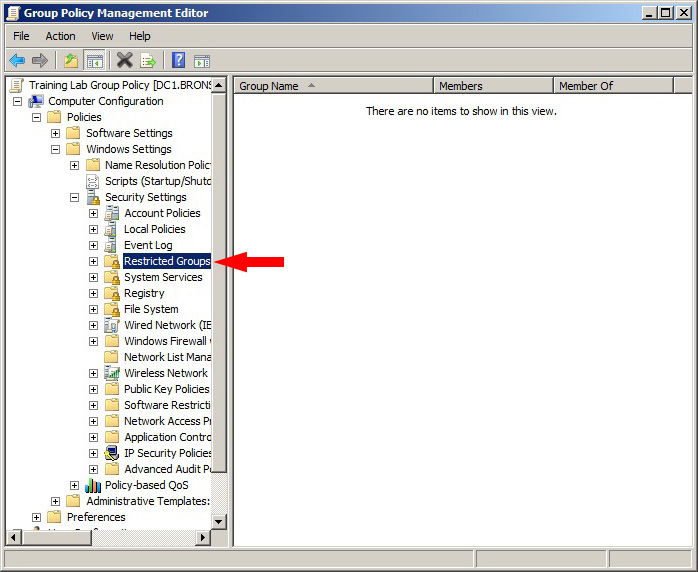 Group Policy Management Editor
File Action View Help
Training Lab Group Policy [DC1.BRONS
Group Name Members Member Of
Computer Configuration
There are no items to show in this view.
Policies
Software Settings
Windows Settings
Name Resolution Polic
Scripts (Startup/Shutd
Security Settings
Account Policies
Local Policies
Event Log
Restricted Groups
System Services
Registry
File System
Wired Network (IE
Windows Firewall
Network List Mana
Wireless Network
Public Key Policies
Software Restricti
Network Access Pr
Application Contro
IP Security Policies
Advanced Audit Po
Policy-based QoS
Administrative Templates:
Preferences